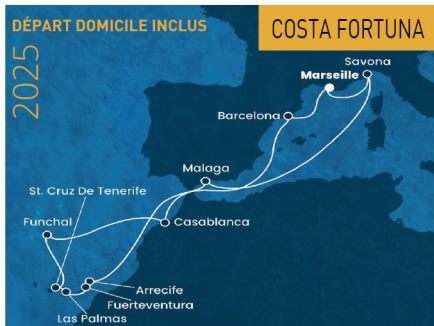 DÉPART DOMICILE INCLUS
COSTA FORTUNA
2025
Savona
Marseille
Barcelona
Malaga
St. Cruz De Tenerife
Funchal
Casablanca
Arrecife
Fuerteventura
Las Palmas